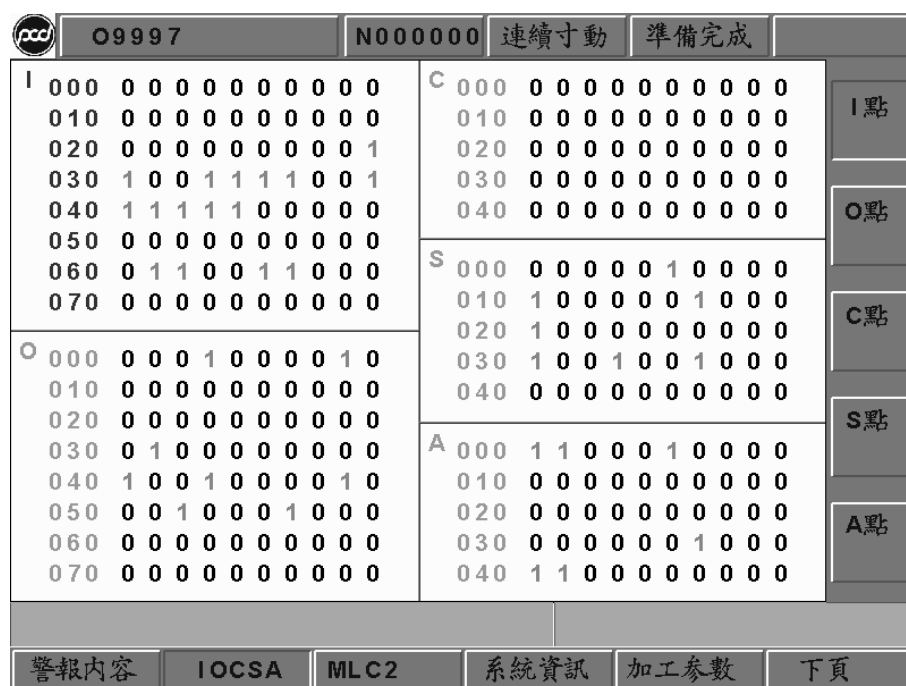 pcd O9997 N000000 連續寸動 準備完成
I 000 0 0 0 0 0 0 0 0 0 0
010 0 0 0 0 0 0 0 0 0 0
020 0 0 0 0 0 0 0 0 0 1
030 1 0 0 1 1 1 1 0 0 1
040 1 1 1 1 1 0 0 0 0 0
050 0 0 0 0 0 0 0 0 0 0
060 0 1 1 0 0 1 1 0 0 0
070 0 0 0 0 0 0 0 0 0 0
O 000 0 0 0 1 0 0 0 0 1 0
010 0 0 0 0 0 0 0 0 0 0
020 0 0 0 0 0 0 0 0 0 0
030 0 1 0 0 0 0 0 0 0 0
040 1 0 0 1 0 0 0 0 1 0
050 0 0 1 0 0 0 1 0 0 0
060 0 0 0 0 0 0 0 0 0 0
070 0 0 0 0 0 0 0 0 0 0
C 000 0 0 0 0 0 0 0 0 0 0
010 0 0 0 0 0 0 0 0 0 0
020 0 0 0 0 0 0 0 0 0 0
030 0 0 0 0 0 0 0 0 0 0
040 0 0 0 0 0 0 0 0 0 0
S 000 0 0 0 0 0 1 0 0 0 0
010 1 0 0 0 0 0 1 0 0 0
020 1 0 0 0 0 0 0 0 0 0
030 1 0 0 1 0 0 1 0 0 0
040 0 0 0 0 0 0 0 0 0 0
A 000 1 1 0 0 0 1 0 0 0 0
010 0 0 0 0 0 0 0 0 0 0
020 0 0 0 0 0 0 0 0 0 0
030 0 0 0 0 0 0 1 0 0 0
040 1 1 0 0 0 0 0 0 0 0
I點
O點
C點
S點
A點
警報內容 IOCSA MLC2 系統資訊 加工參數 下頁